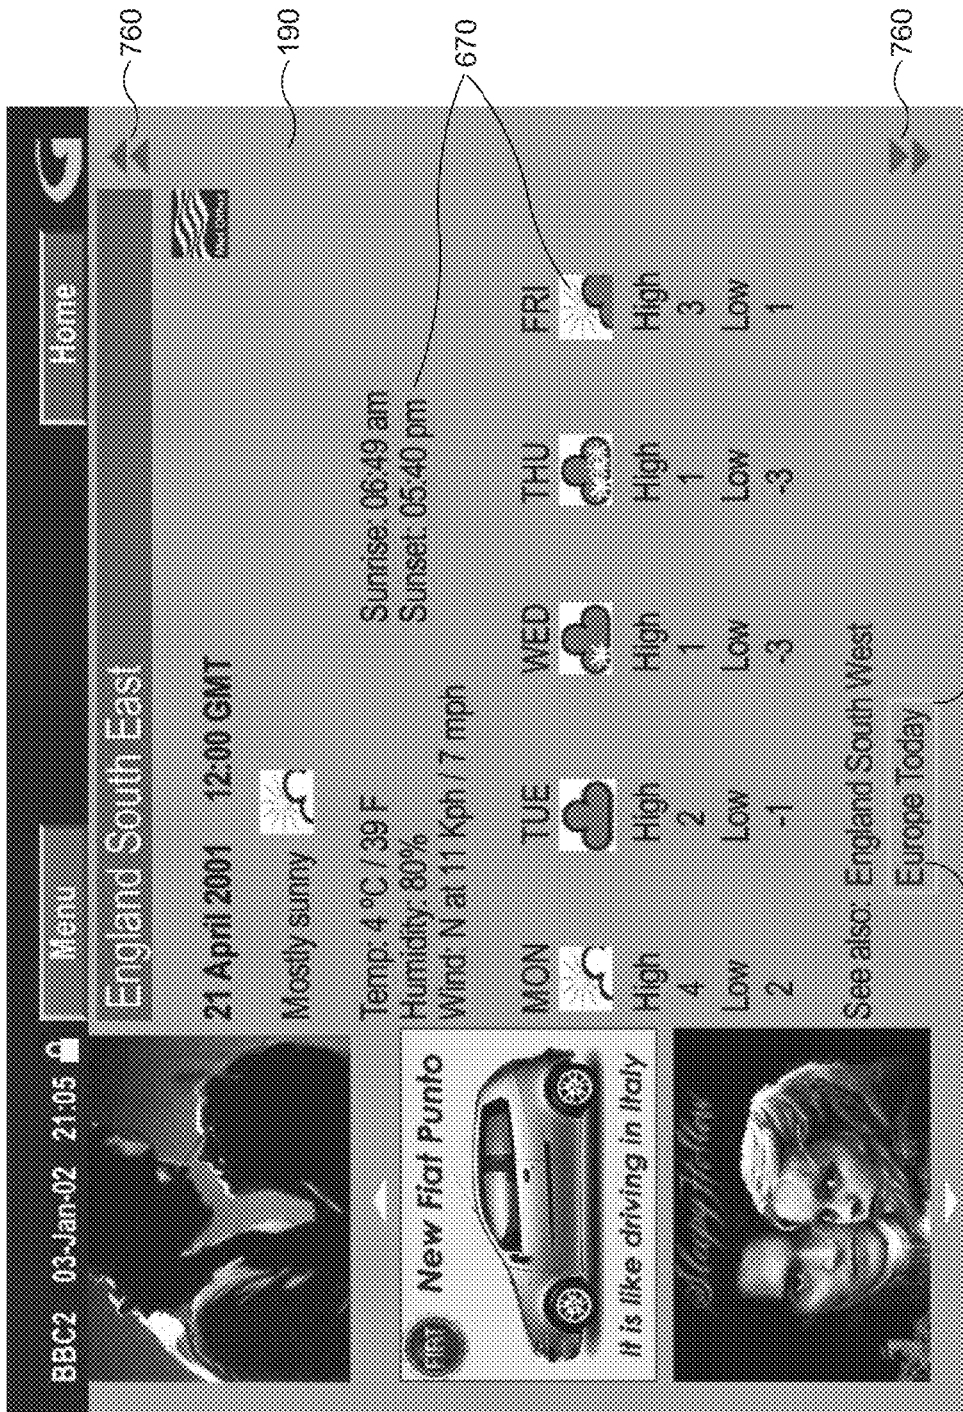 BBC2 03-Jan-02 21:05
Menu
Home
England South East
21 April 2001 12:00 GMT
Mostly sunny
Temp: 4 ºC / 39 F
Humidity: 80%
Wind: N at 11 Kph / 7 mph
Sunrise: 06:49 am
Sunset: 05:40 pm
MON TUE WED THU FRI
High High High High High
4 2 1 1 3
Low Low Low Low Low
2 -1 -3 -3 1
See also: England South West
Europe Today
FIAT
New Fiat Punto
It is like driving in Italy
760
190
670
760